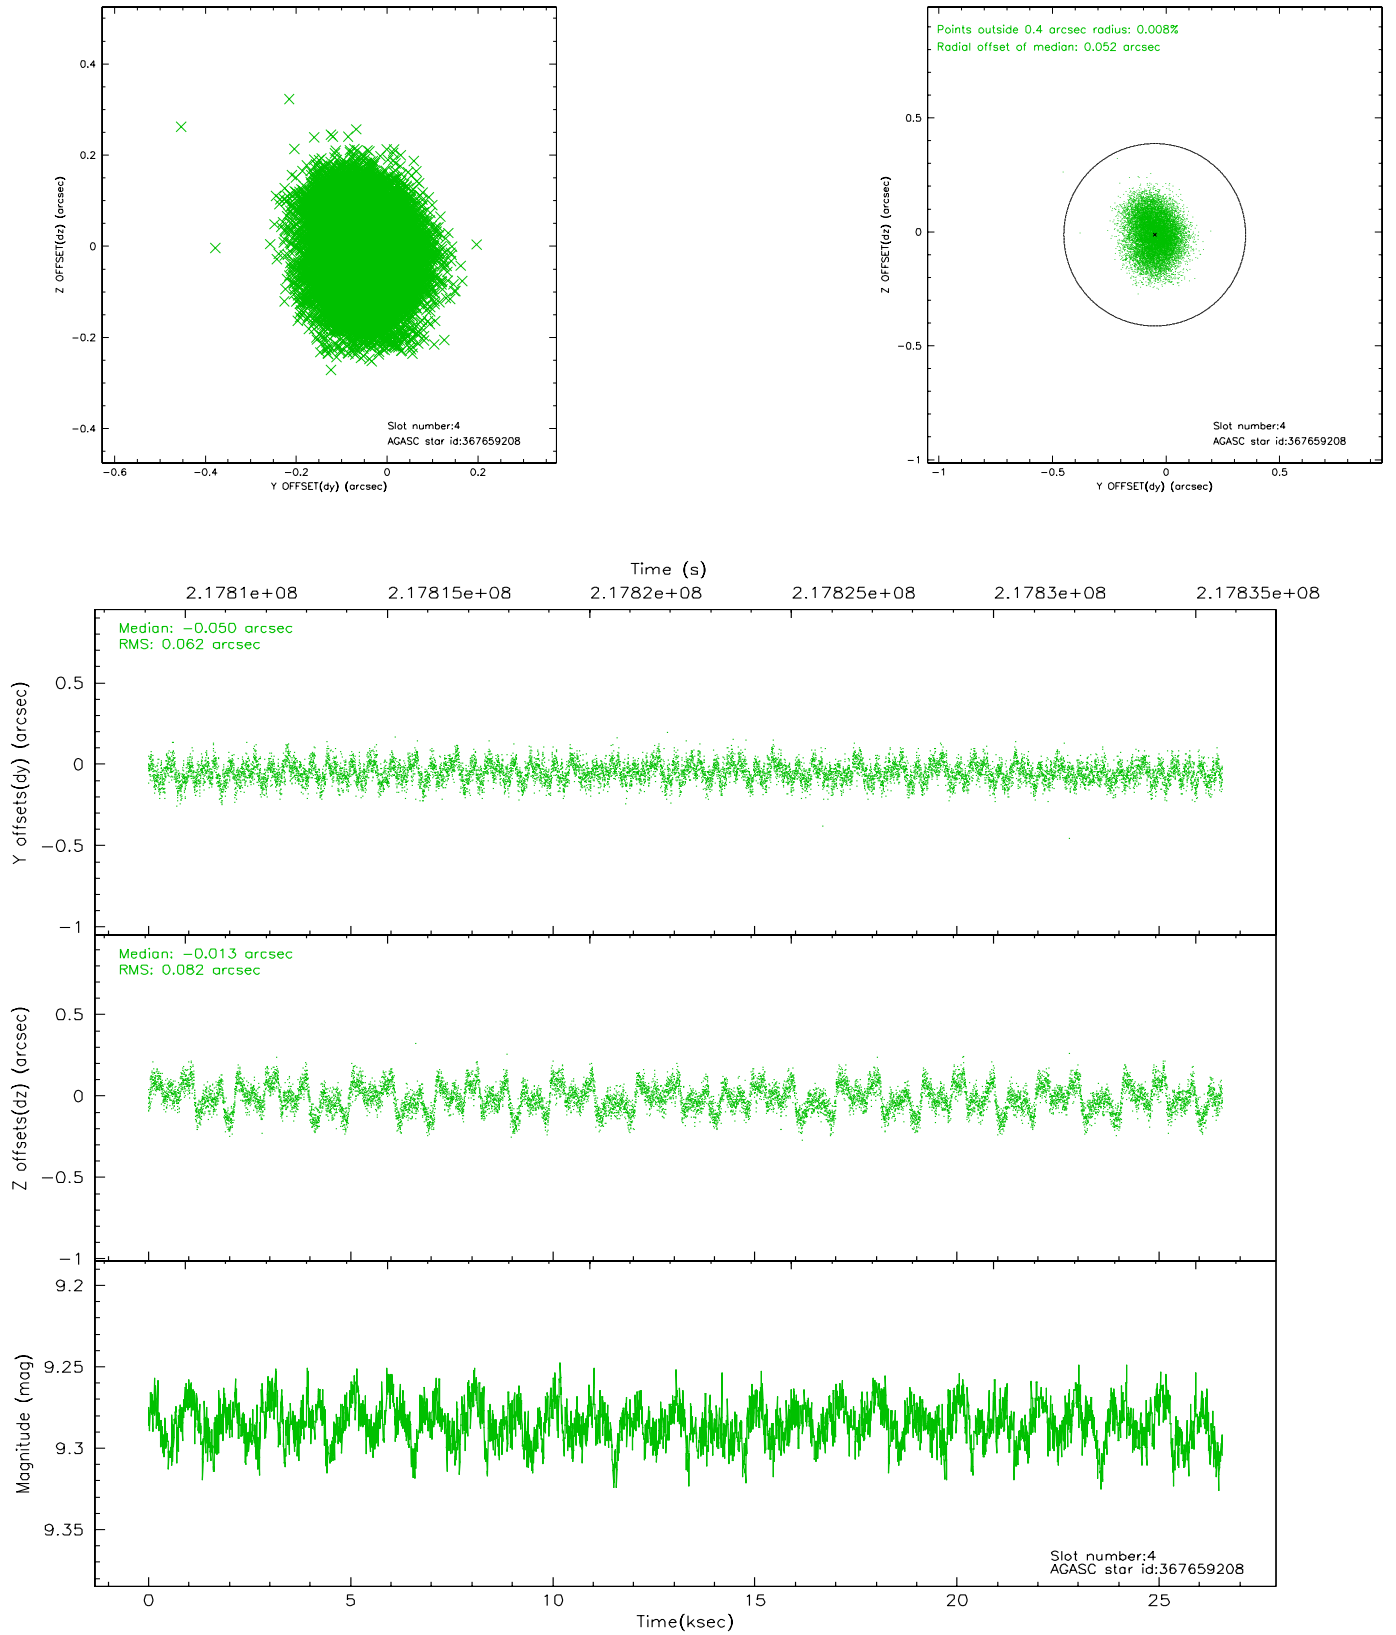 0.4
0.2
0
−0.2
−0.4
Z OFFSET(dz) (arcsec)
Slot number:4
AGASC star id:367659208
−0.6
−0.4
−0.2
0
0.2
Y OFFSET(dy) (arcsec)
Points outside 0.4 arcsec radius: 0.008%
Radial offset of median: 0.052 arcsec
0.5
0
−0.5
−1
Z OFFSET(dz) (arcsec)
Slot number:4
AGASC star id:367659208
−1
−0.5
0
0.5
Y OFFSET(dy) (arcsec)
Time (s)
2.1781e+08
2.17815e+08
2.1782e+08
2.17825e+08
2.1783e+08
2.17835e+08
Median: −0.050 arcsec
RMS: 0.062 arcsec
0.5
0
−0.5
−1
Y offsets(dy) (arcsec)
Median: −0.013 arcsec
RMS: 0.082 arcsec
0.5
0
−0.5
−1
Z offsets(dz) (arcsec)
9.2
9.25
9.3
9.35
Magnitude (mag)
Slot number:4
AGASC star id:367659208
0
5
10
15
20
25
Time(ksec)